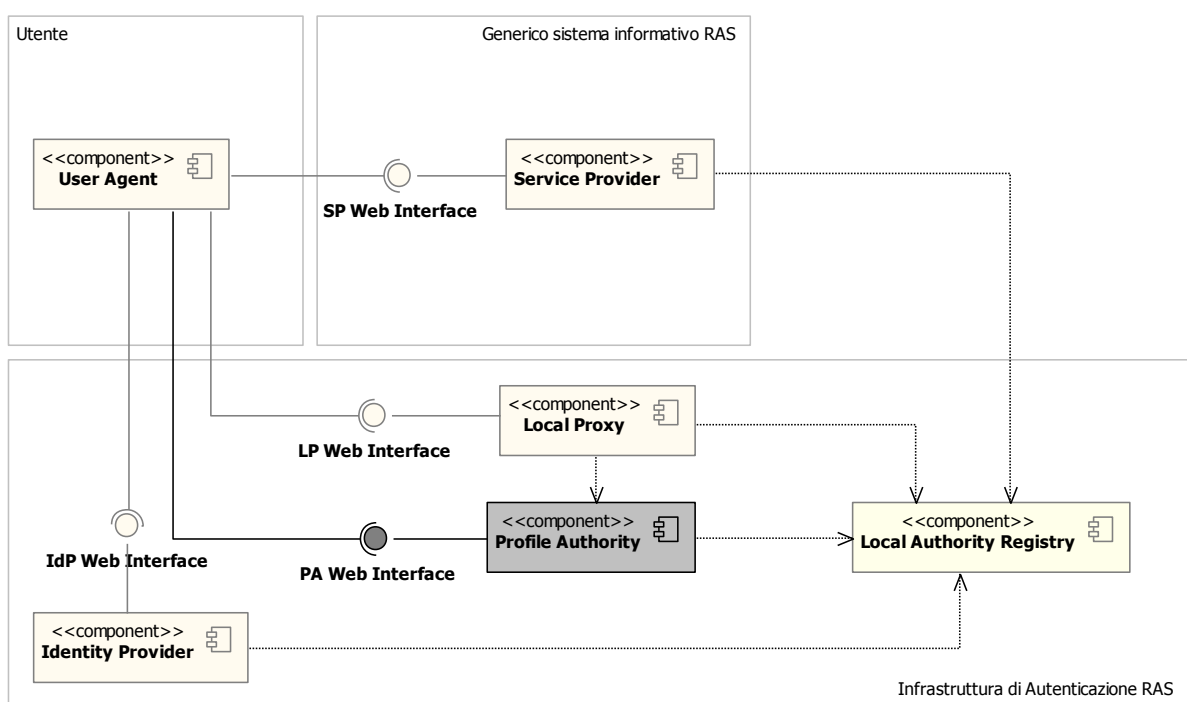 Utente
Generico sistema informativo RAS
<<component>>
User Agent
<<component>>
Service Provider
SP Web Interface
<<component>>
Local Proxy
LP Web Interface
<<component>>
Profile Authority
<<component>>
Local Authority Registry
IdP Web Interface
PA Web Interface
<<component>>
Identity Provider
Infrastruttura di Autenticazione RAS